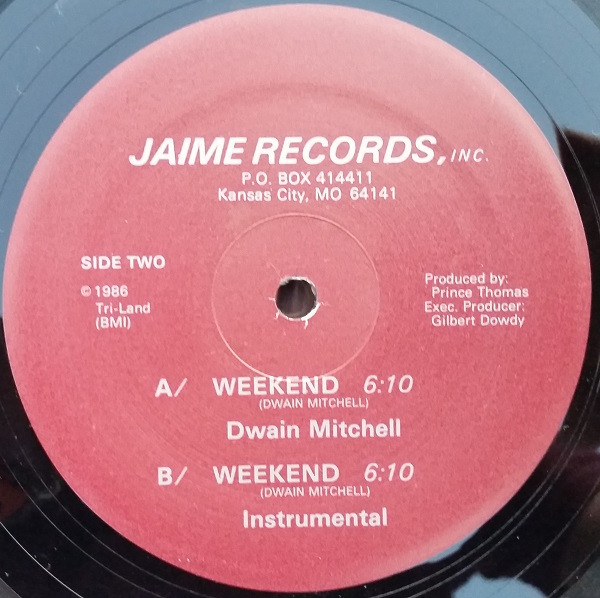 JAIME RECORDS, INC.
P.O. BOX 414411
Kansas City, MO 64141
SIDE TWO
© 1986
Tri-Land
(BMI)
Produced by:
Prince Thomas
Exec. Producer:
Gilbert Dowdy
A/ WEEKEND 6:10
(DWAIN MITCHELL)
Dwain Mitchell
B/ WEEKEND 6:10
(DWAIN MITCHELL)
Instrumental